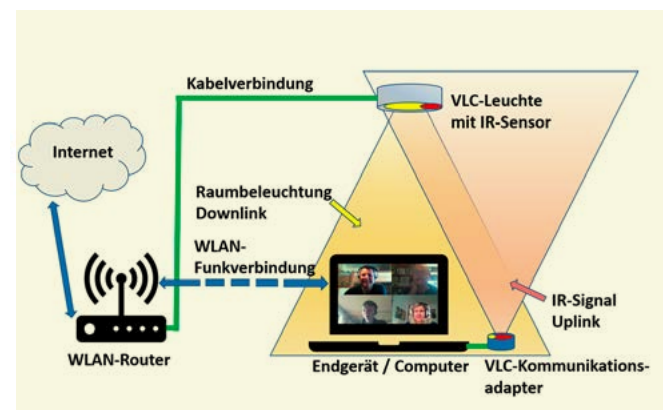 Kabelverbindung
VLC-Leuchte
mit IR-Sensor
Internet
Raumbeleuchtung
Downlink
WLAN-
Funkverbindung
IR-Signal
Uplink
WLAN-Router
Endgerät / Computer
VLC-Kommunikations-
adapter